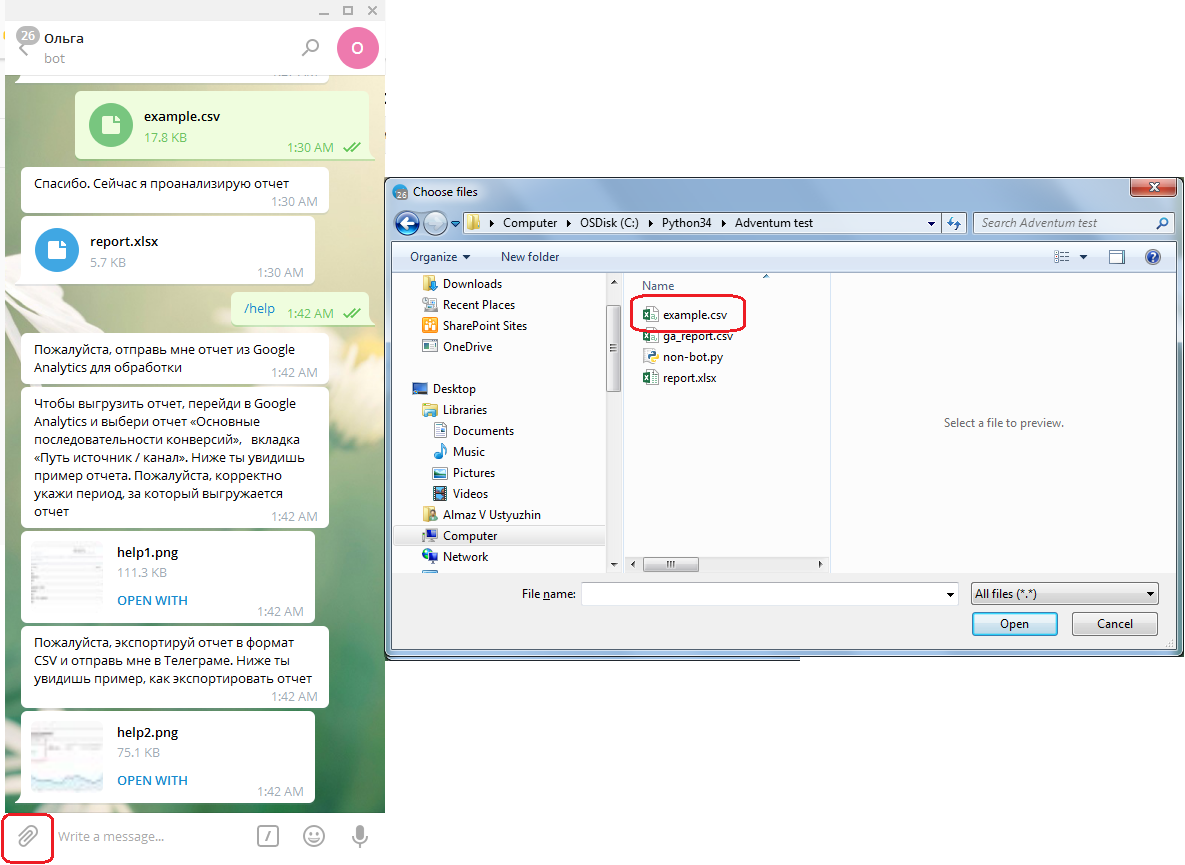 26
Ольга
bot
О
example.csv
17.8 KB
1:30 AM
Спасибо. Сейчас я проанализирую отчет
1:30 AM
report.xlsx
5.7 KB
1:30 AM
/help
1:42 AM
Пожалуйста, отправь мне отчет из Google
Analytics для обработки
1:42 AM
Чтобы выгрузить отчет, перейди в Google
Analytics и выбери отчет «Основные
последовательности конверсий», вкладка
«Путь источник / канал». Ниже ты увидишь
пример отчета. Пожалуйста, корректно
укажи период, за который выгружается
отчет
1:42 AM
help1.png
111.3 KB
OPEN WITH
1:42 AM
Пожалуйста, экспортируй отчет в формат
CSV и отправь мне в Телеграме. Ниже ты
увидишь пример, как экспортировать отчет
1:42 AM
help2.png
75.1 KB
OPEN WITH
1:42 AM
Write a message...
26
Choose files
Computer
OSDisk (C:)
Python34
Adventum test
Search Adventum test
Organize
New folder
Downloads
Recent Places
SharePoint Sites
OneDrive
Desktop
Libraries
Documents
Music
Pictures
Videos
Almaz V Ustyuzhin
Computer
Network
Name
example.csv
ga_report.csv
non-bot.py
report.xlsx
Select a file to preview.
File name:
All files (*.*)
Open
Cancel